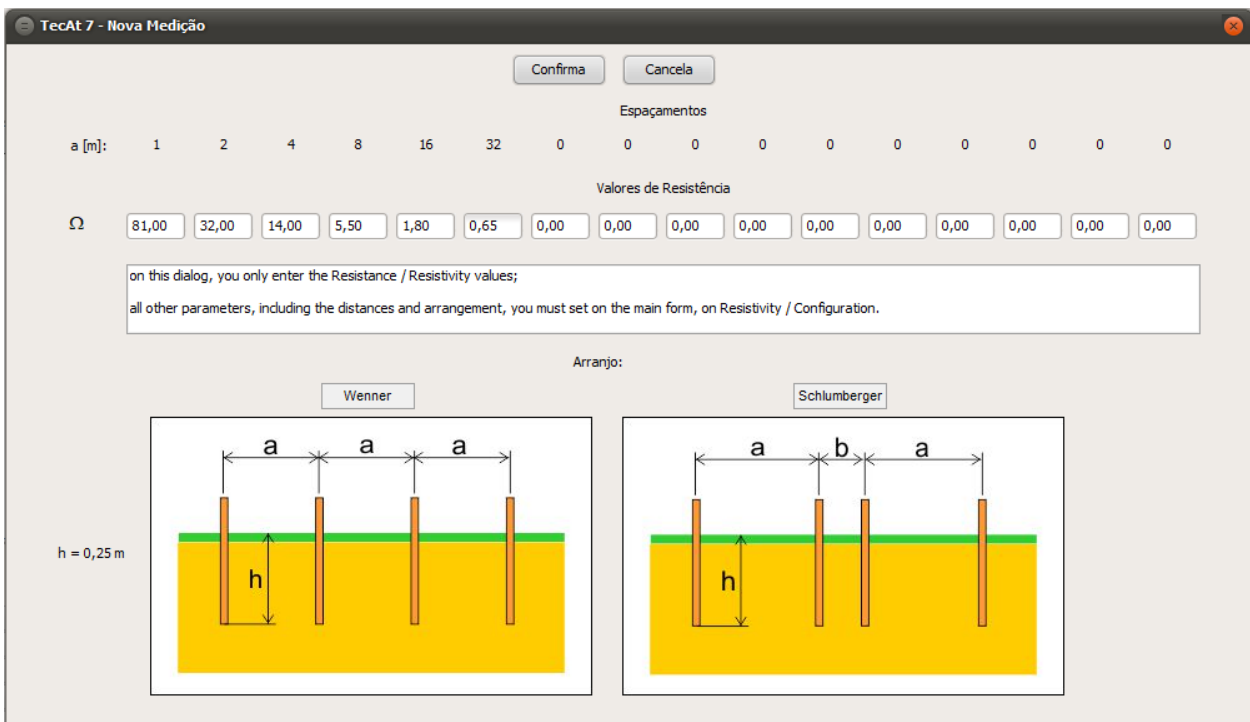 TecAt 7 - Nova Medição
Confirma Cancela
Espaçamentos
a [m]: 1 2 4 8 16 32 0 0 0 0 0 0 0 0 0 0
Valores de Resistência
Ω 81,00 32,00 14,00 5,50 1,80 0,65 0,00 0,00 0,00 0,00 0,00 0,00 0,00 0,00 0,00 0,00
on this dialog, you only enter the Resistance / Resistivity values;
all other parameters, including the distances and arrangement, you must set on the main form, on Resistivity / Configuration.
Arranjo:
Wenner Schlumberger
a a a a b a
h = 0,25 m h h